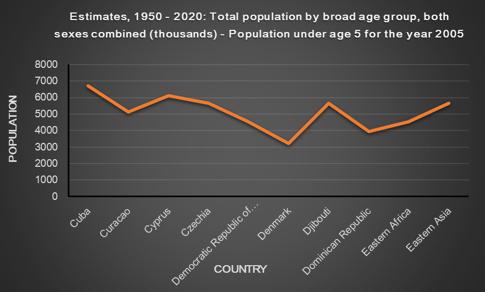 Estimates, 1950 - 2020: Total population by broad age group, both
sexes combined (thousands) - Population under age 5 for the year 2005
POPULATION
8000
7000
6000
5000
4000
3000
2000
1000
0
Cuba
Curacao
Cyprus
Czechia
Democratic Republic of…
Denmark
Djibouti
Dominican Republic
Eastern Africa
Eastern Asia
COUNTRY